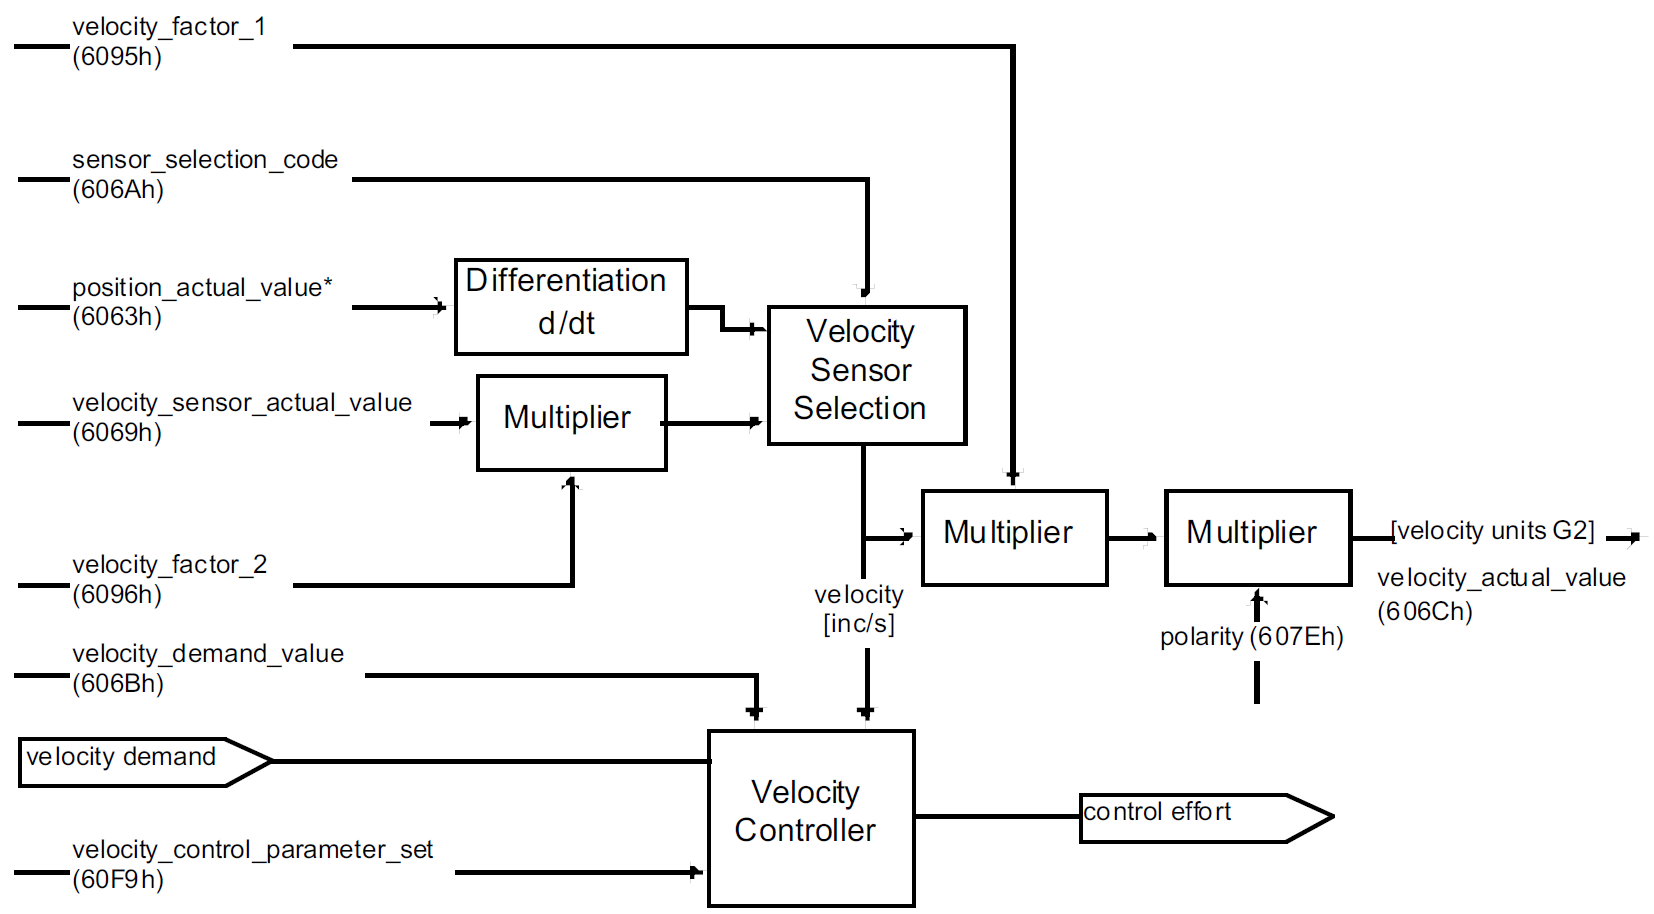 velocity_factor_1
(6095h)
sensor_selection_code
(606Ah)
position_actual_value*
(6063h)
Differentiation
d/dt
Velocity
Sensor
Selection
velocity_sensor_actual_value
(6069h)
Multiplier
Multiplier
Multiplier
[velocity units G2]
velocity_actual_value
(606Ch)
velocity_factor_2
(6096h)
velocity
[inc/s]
polarity (607Eh)
velocity_demand_value
(606Bh)
velocity demand
Velocity
Controller
control effort
velocity_control_parameter_set
(60F9h)